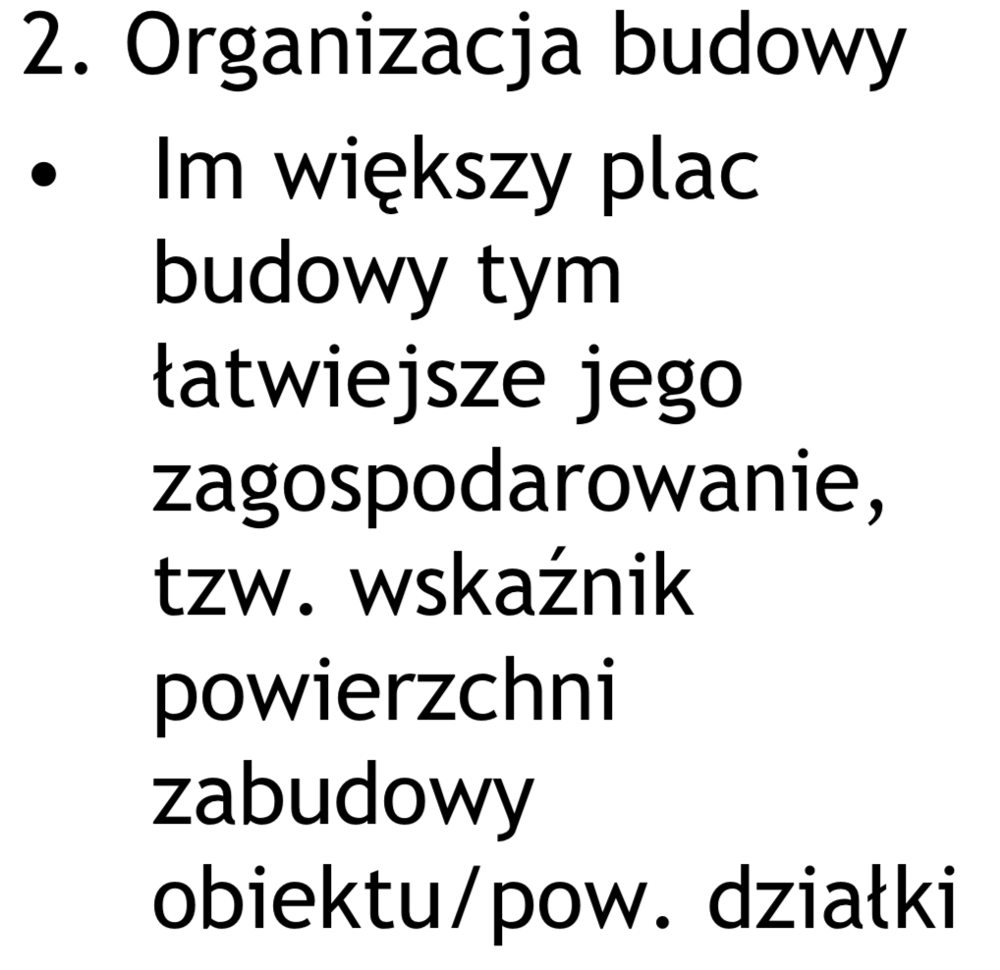 2. Organizacja budowy
• Im większy plac
budowy tym
łatwiejsze jego
zagospodarowanie,
tzw. wskaźnik
powierzchni
zabudowy
obiektu/pow. działki